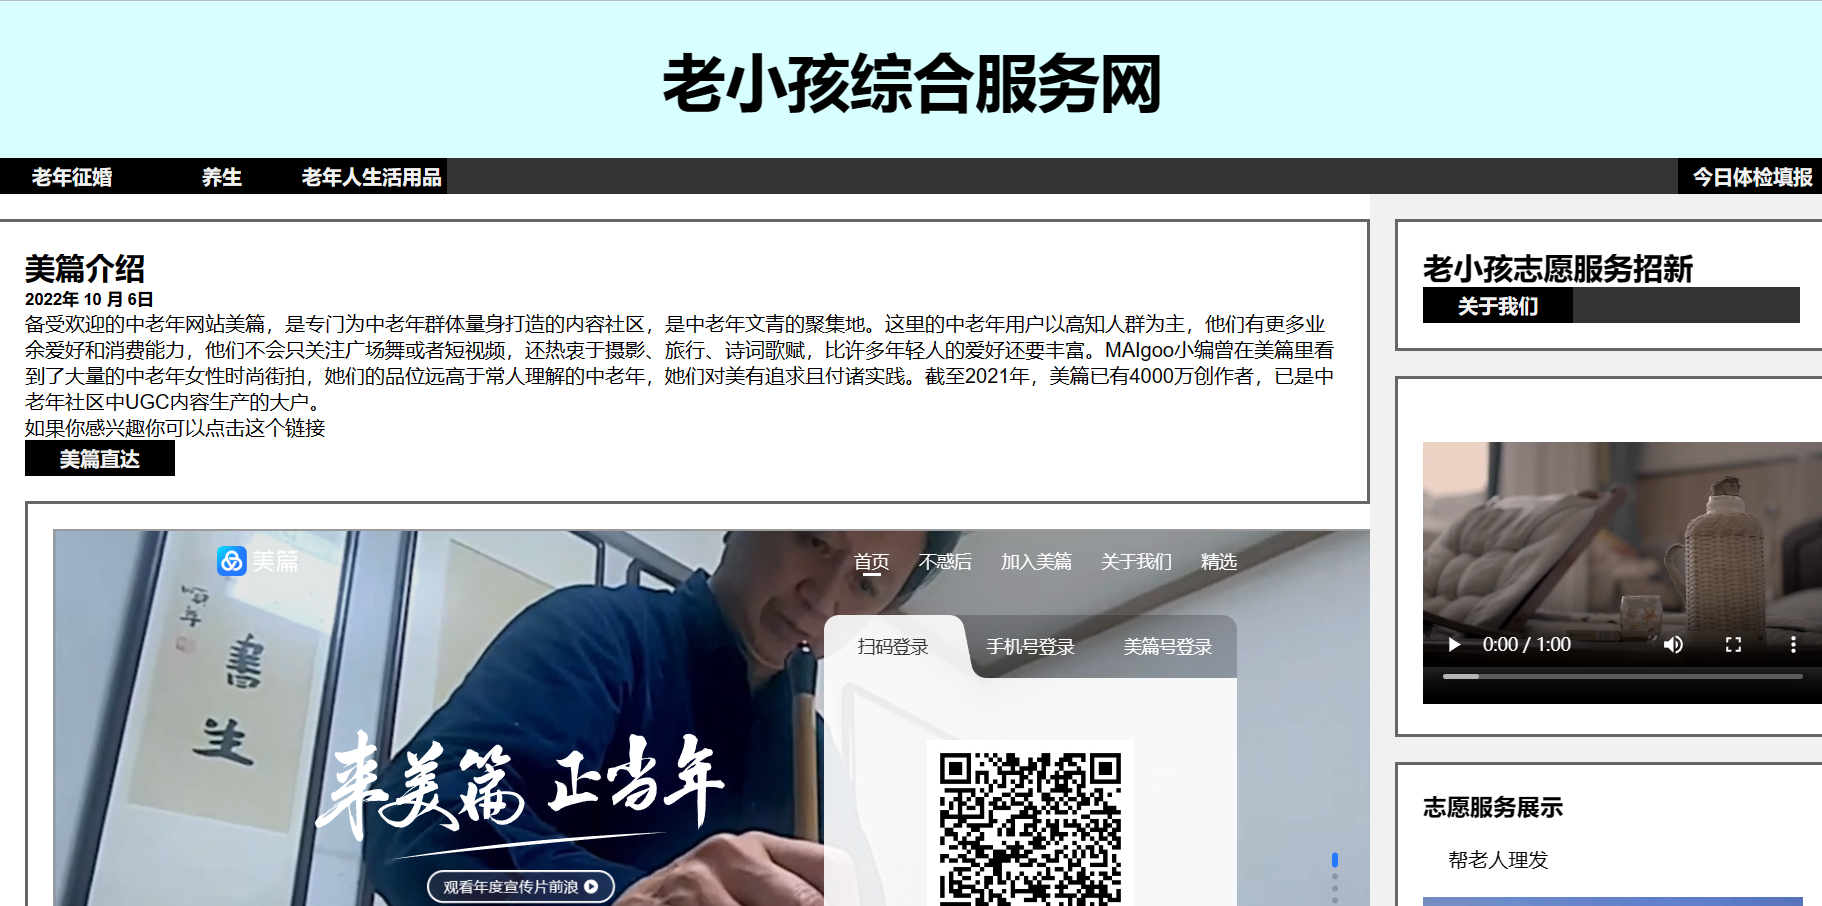 老小孩综合服务网
老年征婚 养生 老年人生活用品 今日体检填报
美篇介绍
2022年 10 月 6日
备受欢迎的中老年网站美篇，是专门为中老年群体量身打造的内容社区，是中老年文青的聚集地。这里的中老年用户以高知人群为主，他们有更多业
余爱好和消费能力，他们不会只关注广场舞或者短视频，还热衷于摄影、旅行、诗词歌赋，比许多年轻人的爱好还要丰富。MAIgoo小编曾在美篇里看
到了大量的中老年女性时尚街拍，她们的品位远高于常人理解的中老年，她们对美有追求且付诸实践。截至2021年，美篇已有4000万创作者，已是中
老年社区中UGC内容生产的大户。
如果你感兴趣你可以点击这个链接
美篇直达
美篇
首页 不惑后 加入美篇 关于我们 精选
扫码登录 手机号登录 美篇号登录
書生
来美篇 正当年
观看年度宣传片前浪
老小孩志愿服务招新
关于我们
0:00 / 1:00
志愿服务展示
帮老人理发